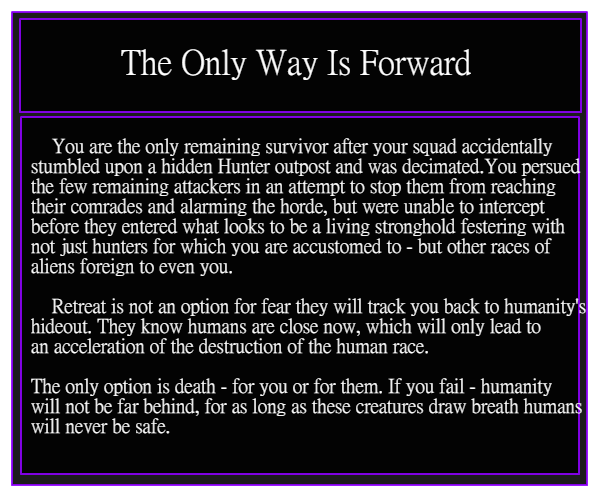 The Only Way Is Forward
You are the only remaining survivor after your squad accidentally
stumbled upon a hidden Hunter outpost and was decimated.You persued
the few remaining attackers in an attempt to stop them from reaching
their comrades and alarming the horde, but were unable to intercept
before they entered what looks to be a living stronghold festering with
not just hunters for which you are accustomed to - but other races of
aliens foreign to even you.
Retreat is not an option for fear they will track you back to humanity's
hideout. They know humans are close now, which will only lead to
an acceleration of the destruction of the human race.
The only option is death - for you or for them. If you fail - humanity
will not be far behind, for as long as these creatures draw breath humans
will never be safe.